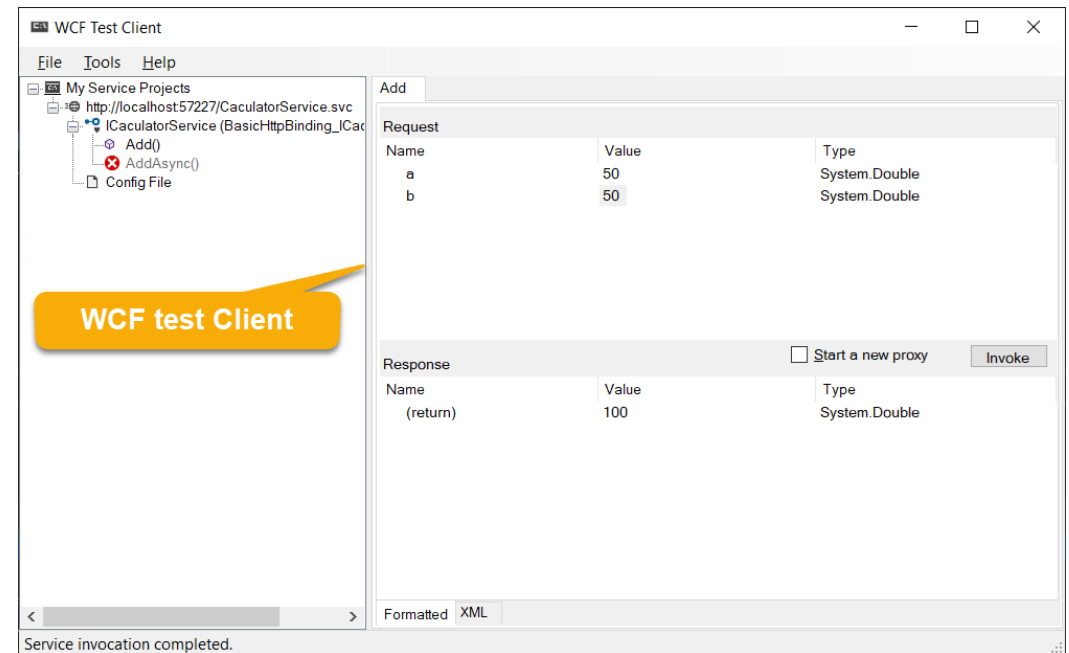 WCF Test Client
File Tools Help
My Service Projects
http://localhost:57227/CaculatorService.svc
ICaculatorService (BasicHttpBinding_ICac
Add()
AddAsync()
Config File
WCF test Client
Add
Request
Name Value Type
a 50 System.Double
b 50 System.Double
Response Start a new proxy Invoke
Name Value Type
(return) 100 System.Double
Formatted XML
Service invocation completed.